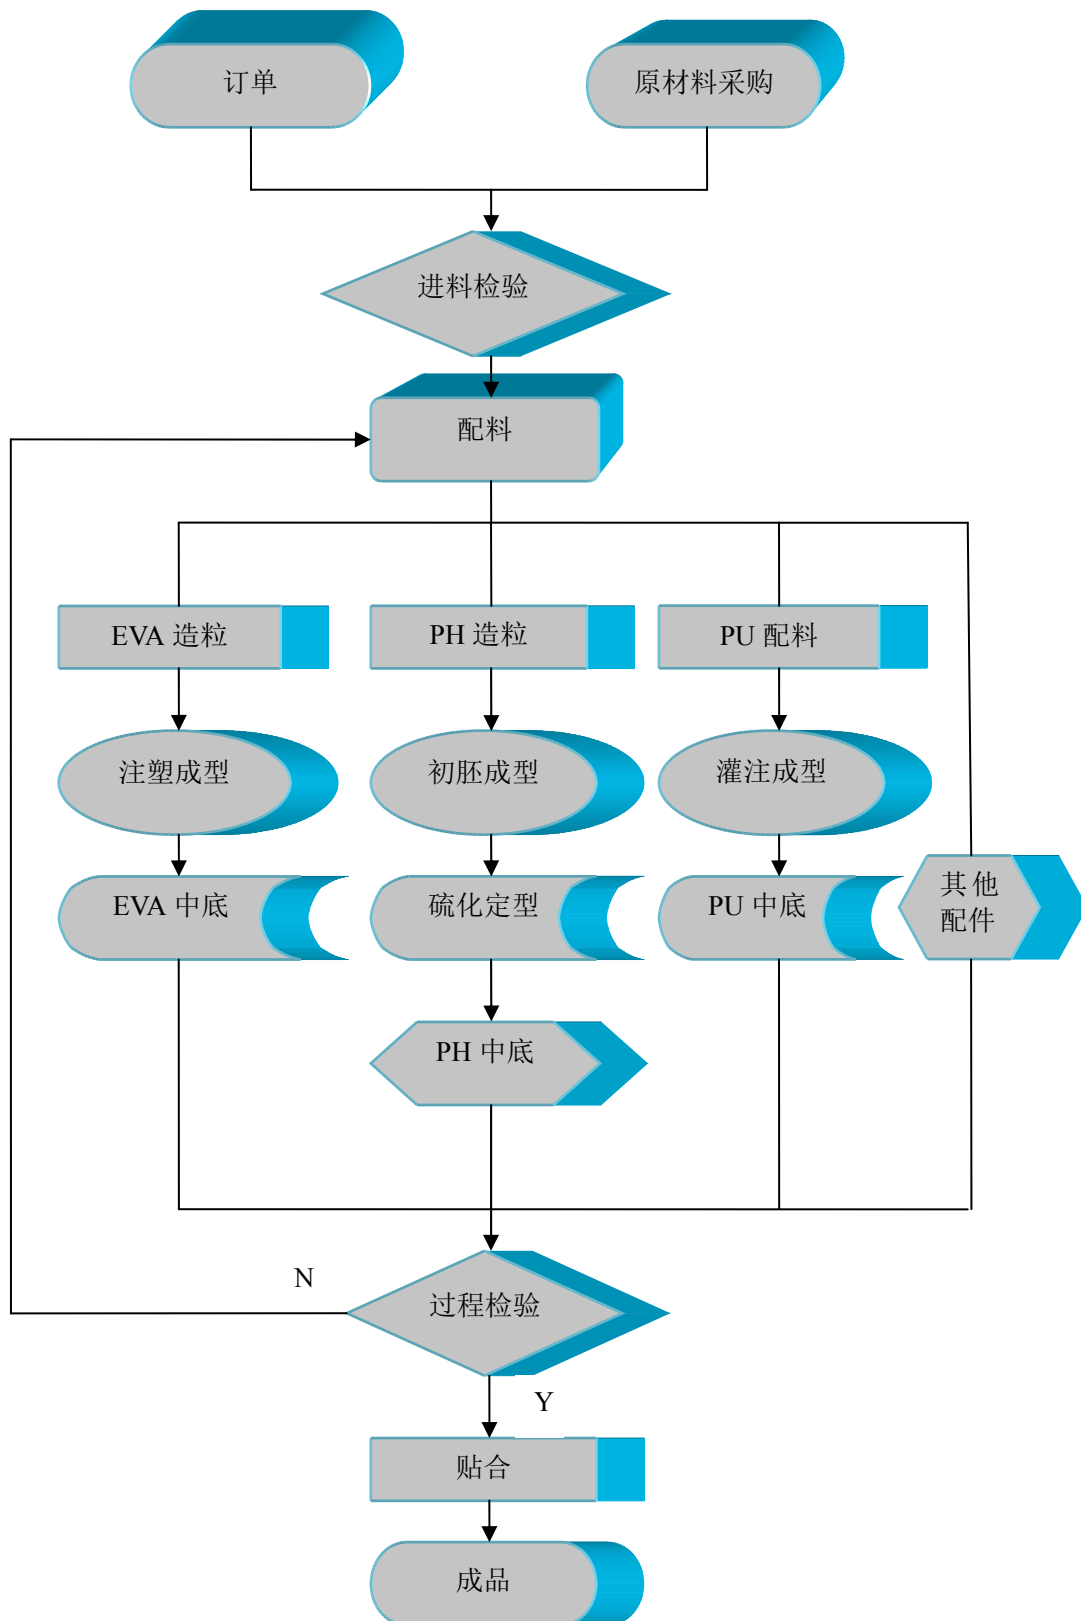 订单
原材料采购
进料检验
配料
EVA 造粒
PH 造粒
PU 配料
注塑成型
初胚成型
灌注成型
EVA 中底
硫化定型
PU 中底
其他
配件
PH 中底
N
过程检验
Y
贴合
成品